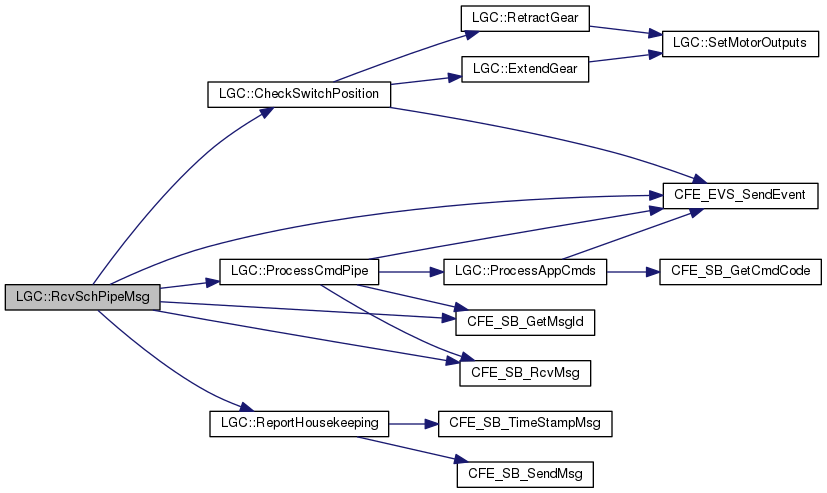 LGC::RetractGear
LGC::SetMotorOutputs
LGC::ExtendGear
LGC::CheckSwitchPosition
CFE_EVS_SendEvent
LGC::ProcessCmdPipe
LGC::ProcessAppCmds
CFE_SB_GetCmdCode
LGC::RcvSchPipeMsg
CFE_SB_GetMsgId
CFE_SB_RcvMsg
LGC::ReportHousekeeping
CFE_SB_TimeStampMsg
CFE_SB_SendMsg